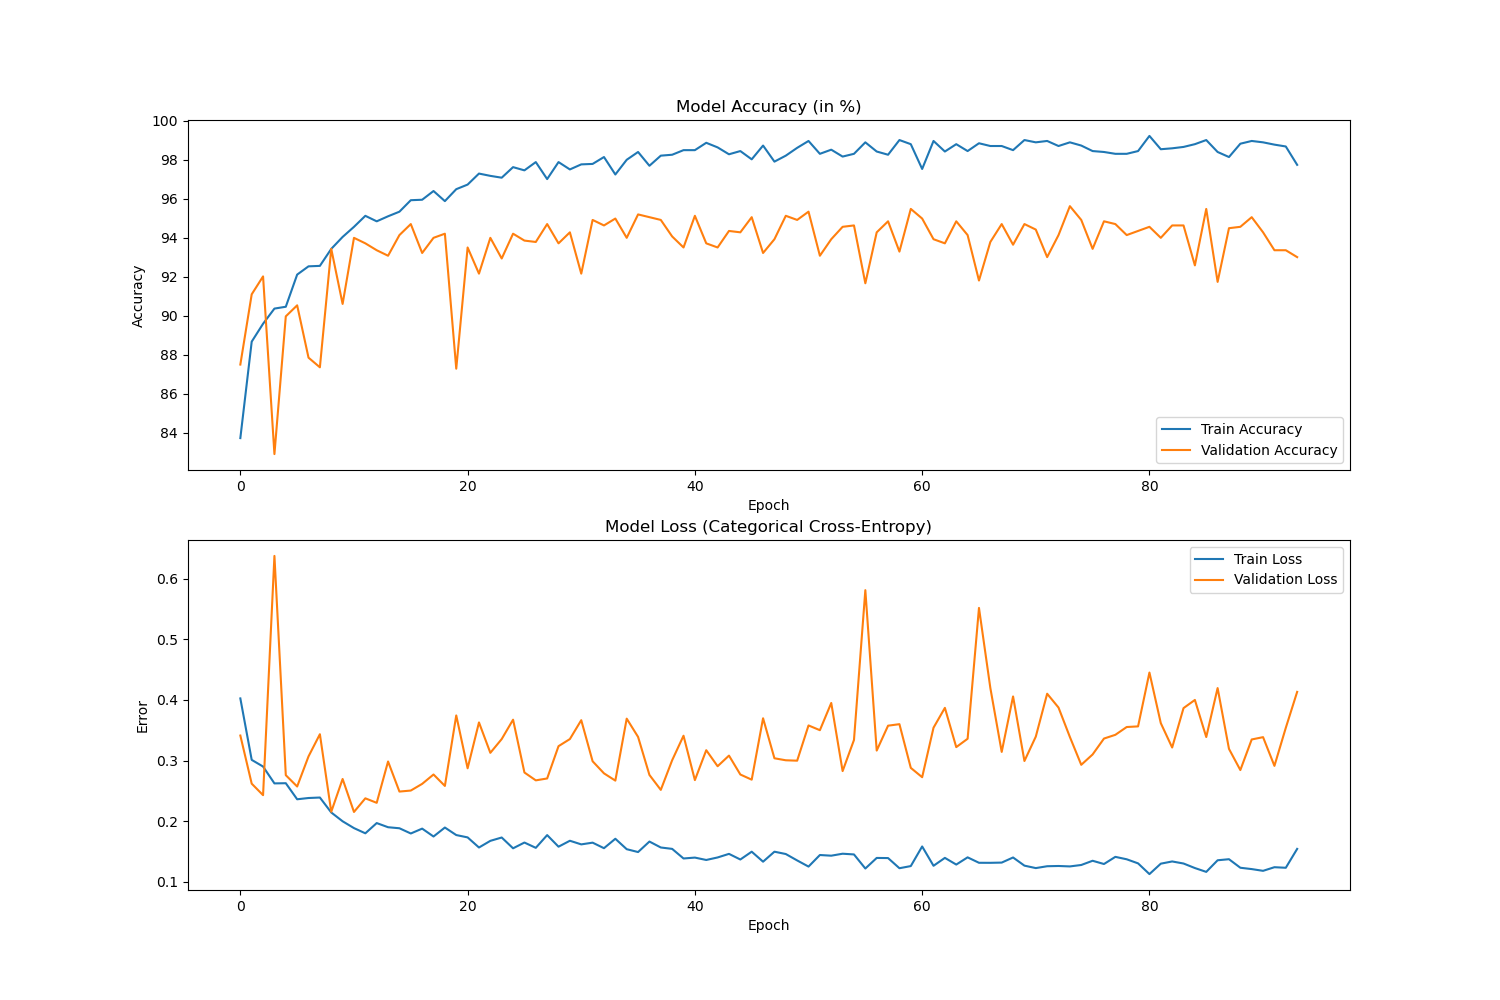 Model Accuracy (in %)
100
98
96
94
92
90
88
86
84
Accuracy
Train Accuracy
Validation Accuracy
0 20 40 60 80
Epoch
Model Loss (Categorical Cross-Entropy)
0.6
0.5
0.4
0.3
0.2
0.1
Error
Train Loss
Validation Loss
0 20 40 60 80
Epoch